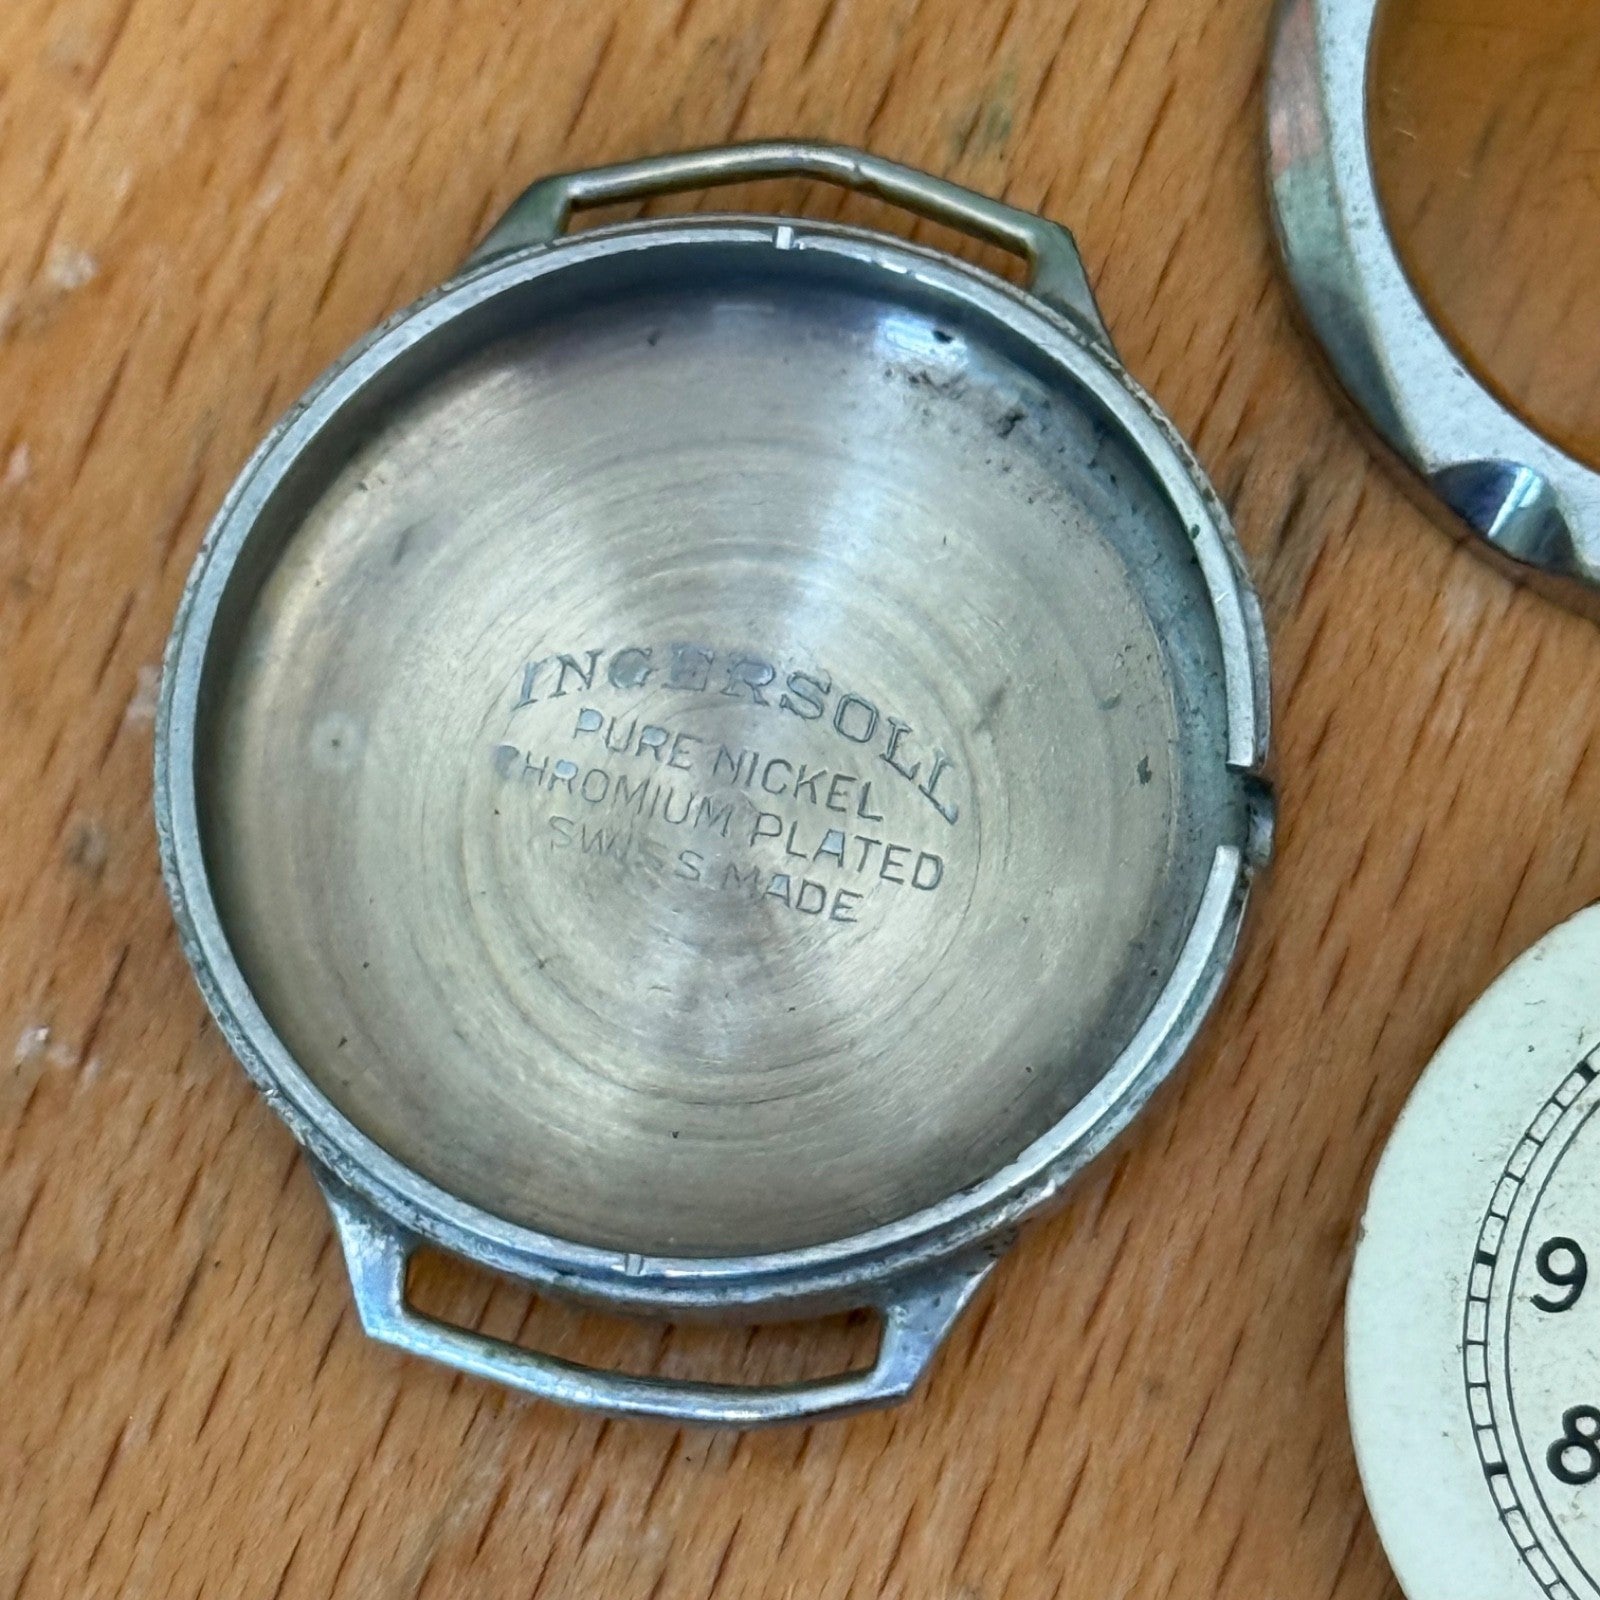 INGERSOLL
PURE NICKEL
CHROMIUM PLATED
SWISS MADE
9
8